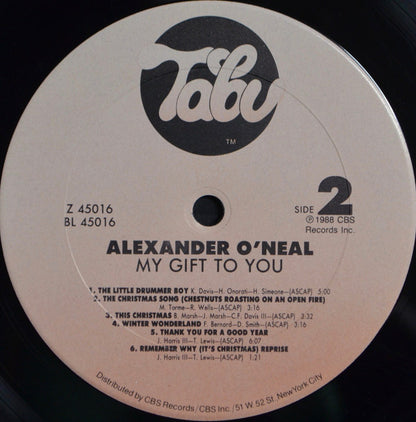 Tabu
TM
Z 45016
BL 45016
SIDE 2
℗ 1988 CBS
Records Inc.
ALEXANDER O'NEAL
MY GIFT TO YOU
1. THE LITTLE DRUMMER BOY K. Davis—H. Onorati—H. Simeone—(ASCAP) 5:00
2. THE CHRISTMAS SONG (CHESTNUTS ROASTING ON AN OPEN FIRE)
M. Torme—R. Wells—(ASCAP) 3:16
3. THIS CHRISTMAS B. Marsh—J. Marsh—C.F. Davis III—(ASCAP) 3:32
4. WINTER WONDERLAND F. Bernard—D. Smith—(ASCAP) 3:16
5. THANK YOU FOR A GOOD YEAR
J. Harris III—T. Lewis—(ASCAP) 6:07
6. REMEMBER WHY (IT'S CHRISTMAS) REPRISE
J. Harris III—T. Lewis—(ASCAP) 1:21
Distributed by CBS Records/CBS Inc./51 W 52 St. New York City